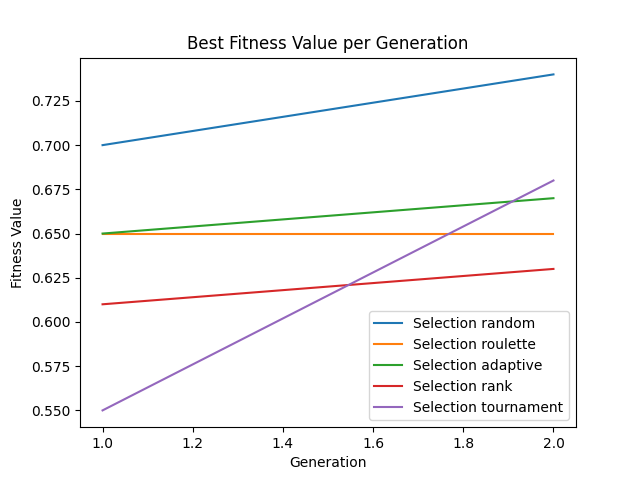 Best Fitness Value per Generation
Fitness Value
0.725
0.700
0.675
0.650
0.625
0.600
0.575
0.550
Selection random
Selection roulette
Selection adaptive
Selection rank
Selection tournament
1.0 1.2 1.4 1.6 1.8 2.0
Generation